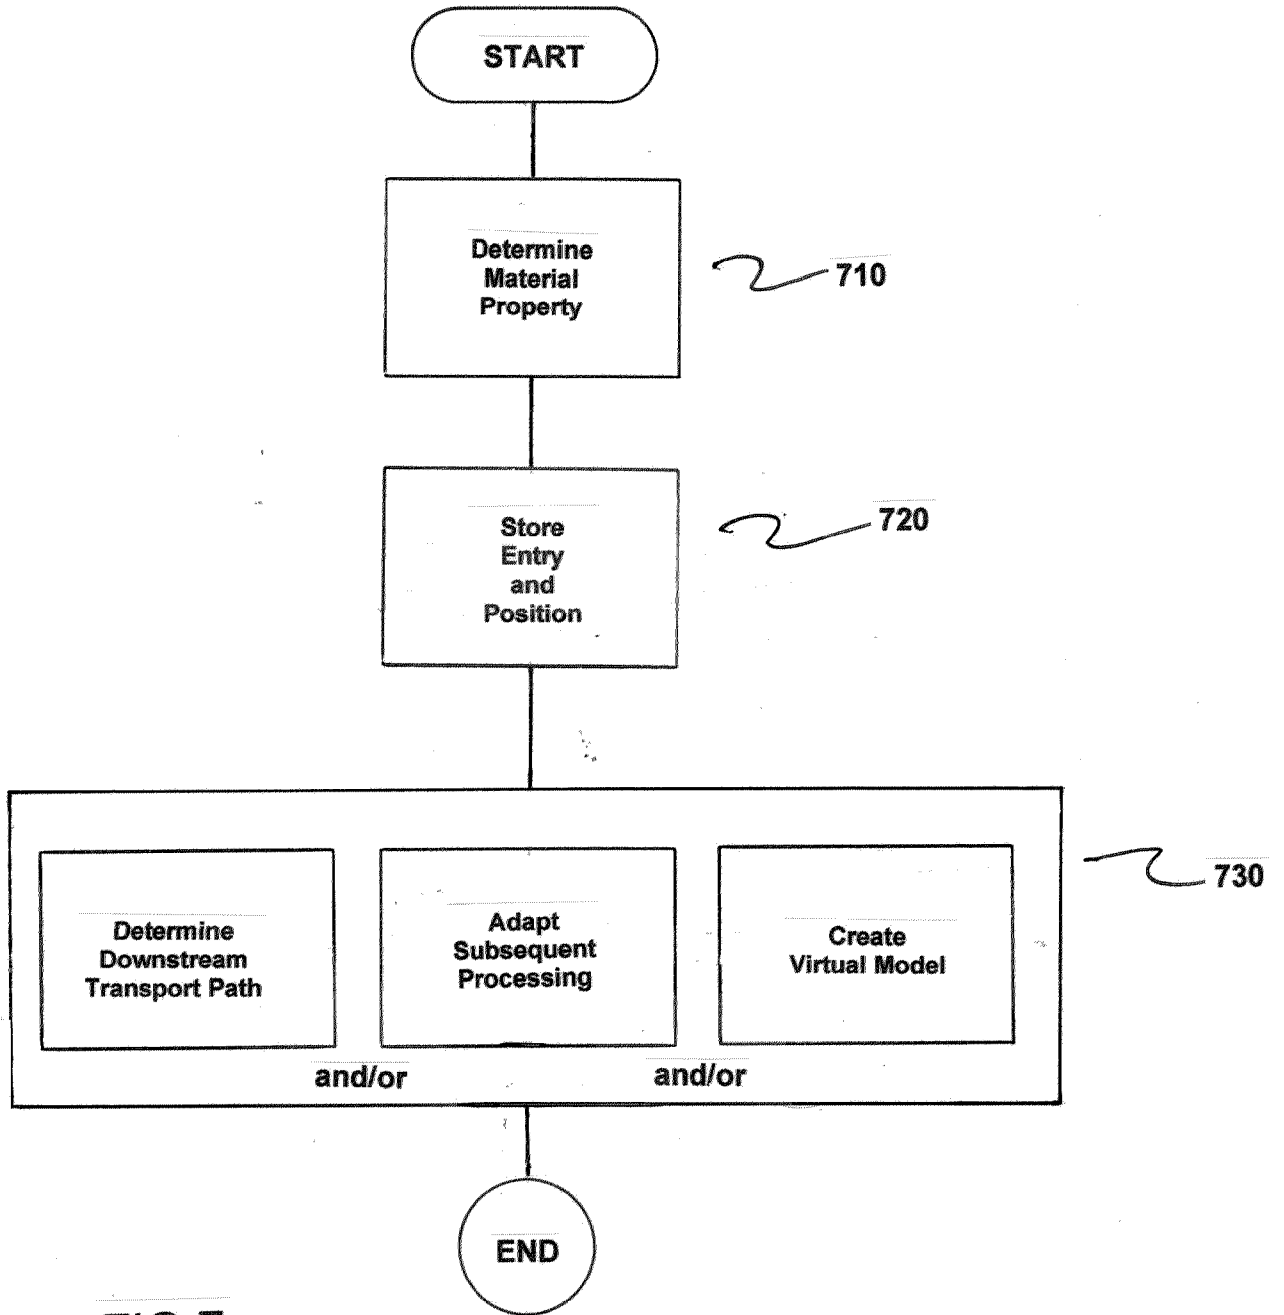 START
Determine
Material
Property
710
Store
Entry
and
Position
720
730
Determine
Downstream
Transport Path
Adapt
Subsequent
Processing
Create
Virtual Model
and/or
and/or
END